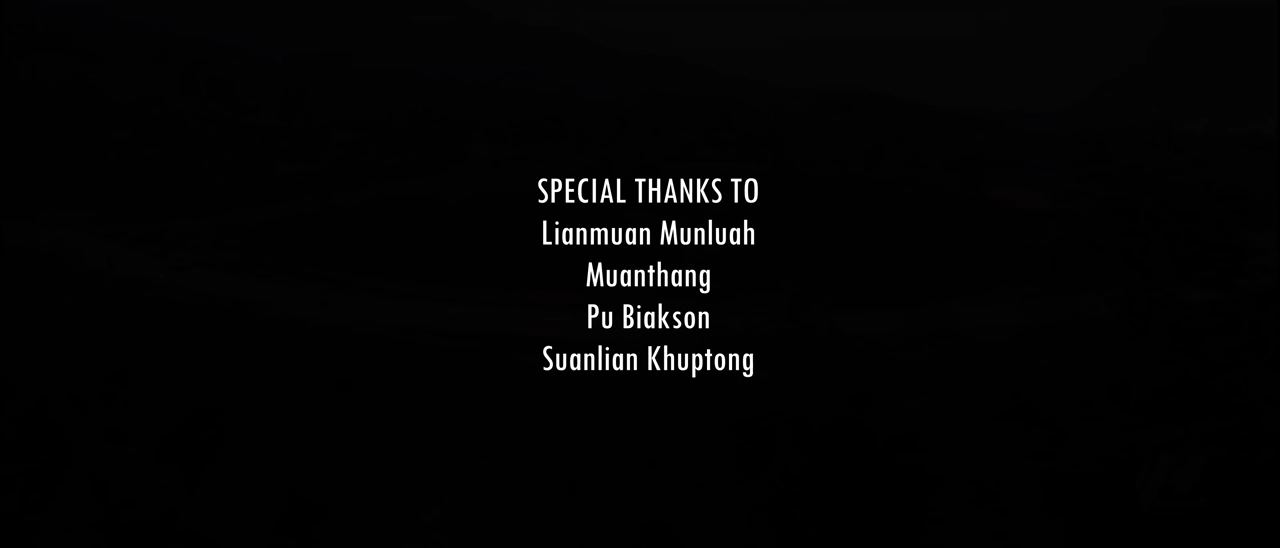 SPECIAL THANKS TO
Lianmuan Munluah
Muanthang
Pu Biakson
Suanlian Khuptong